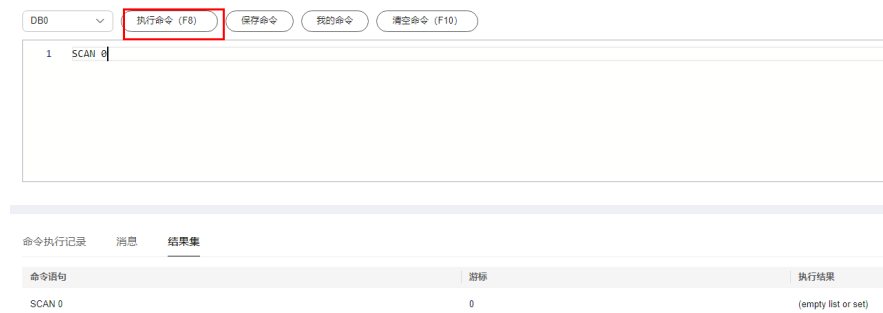 DB0 执行命令（F8） 保存命令 我的命令 清空命令（F10）
1 SCAN 0
命令执行记录 消息 结果集
命令语句 游标 执行结果
SCAN 0 0 (empty list or set)